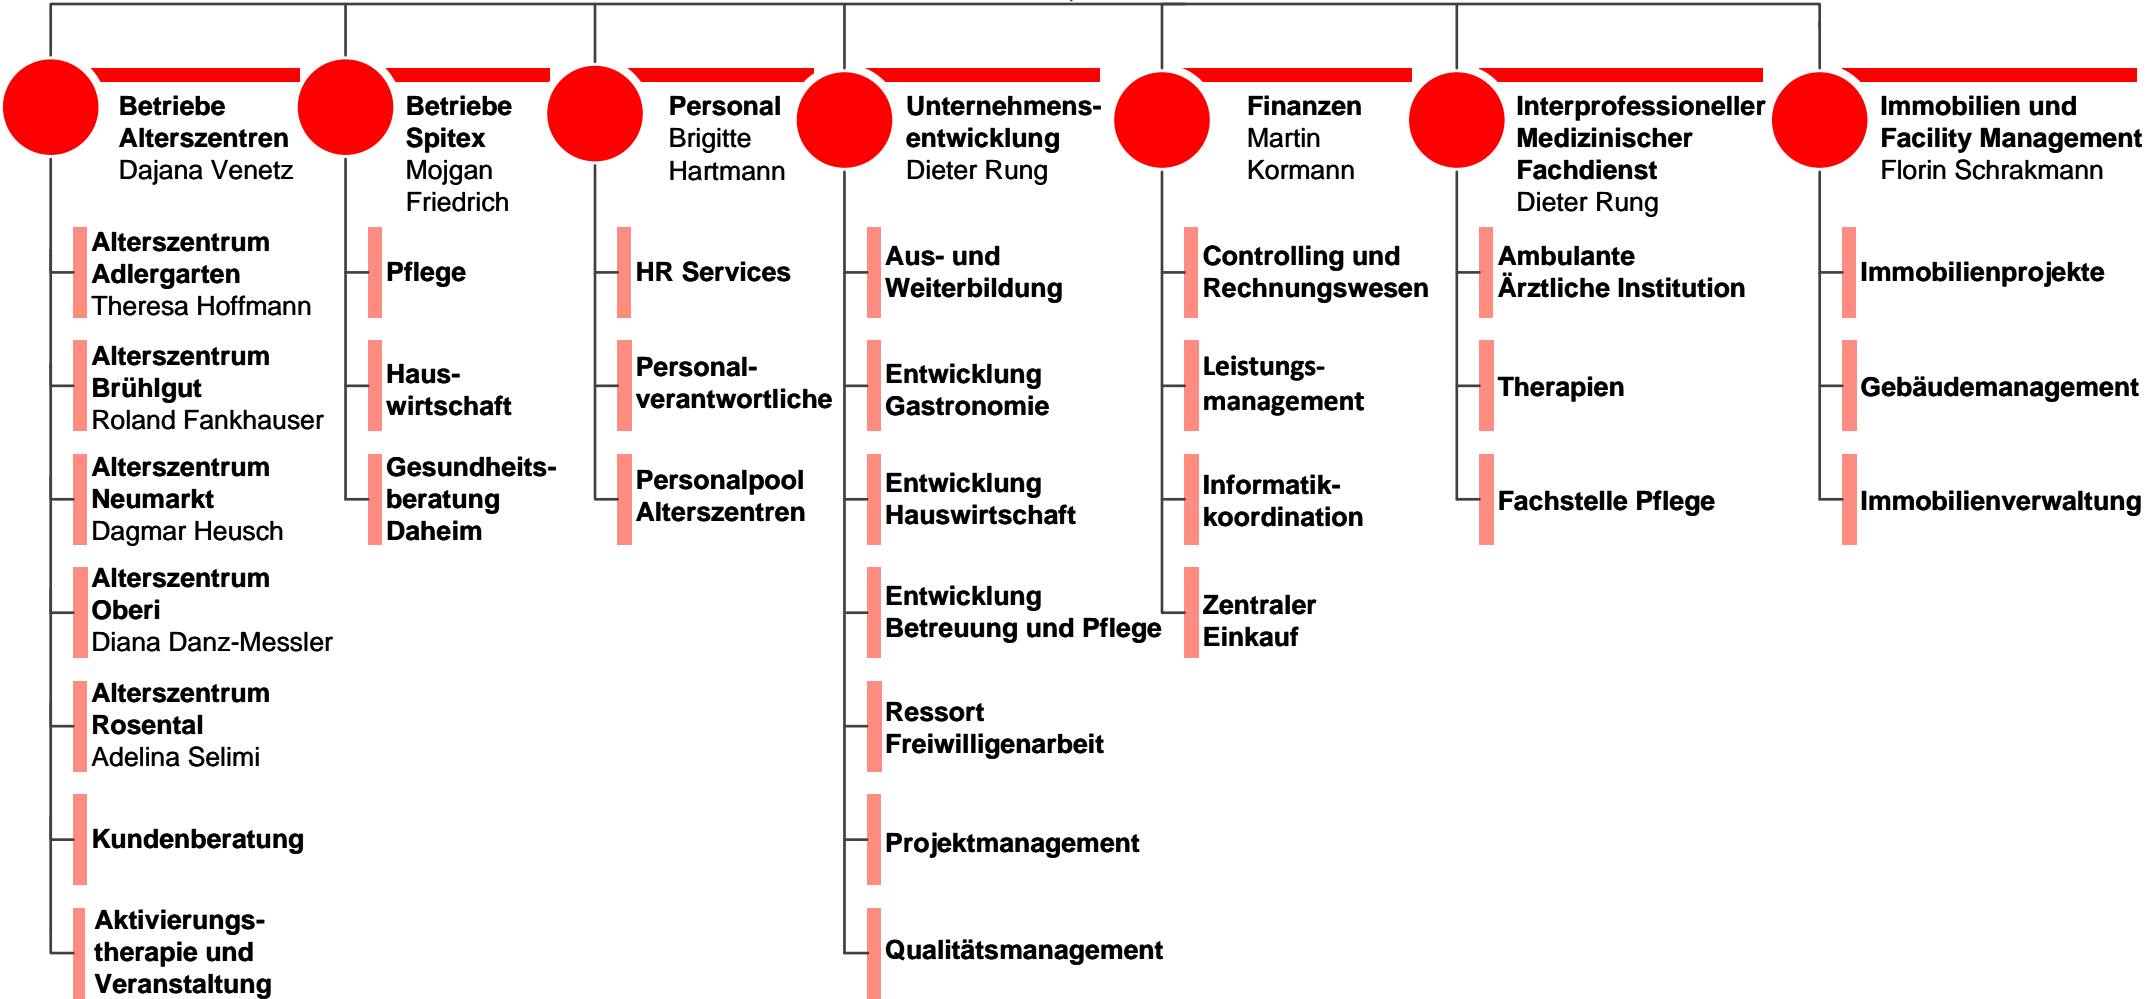 Betriebe
Alterszentren
Dajana Venetz
Alterszentrum
Adlergarten
Theresa Hoffmann
Alterszentrum
Brühlgut
Roland Fankhauser
Alterszentrum
Neumarkt
Dagmar Heusch
Alterszentrum
Oberi
Diana Danz-Messler
Alterszentrum
Rosental
Adelina Selimi
Kundenberatung
Aktivierungs-
therapie und
Veranstaltung
Betriebe
Spitex
Mojgan
Friedrich
Pflege
Haus-
wirtschaft
Gesundheits-
beratung
Daheim
Personal
Brigitte
Hartmann
HR Services
Personal-
verantwortliche
Personalpool
Alterszentren
Unternehmens-
entwicklung
Dieter Rung
Aus- und
Weiterbildung
Entwicklung
Gastronomie
Entwicklung
Hauswirtschaft
Entwicklung
Betreuung und Pflege
Ressort
Freiwilligenarbeit
Projektmanagement
Qualitätsmanagement
Finanzen
Martin
Kormann
Controlling und
Rechnungswesen
Leistungs-
management
Informatik-
koordination
Zentraler
Einkauf
Interprofessioneller
Medizinischer
Fachdienst
Dieter Rung
Ambulante
Ärztliche Institution
Therapien
Fachstelle Pflege
Immobilien und
Facility Management
Florin Schrakmann
Immobilienprojekte
Gebäudemanagement
Immobilienverwaltung